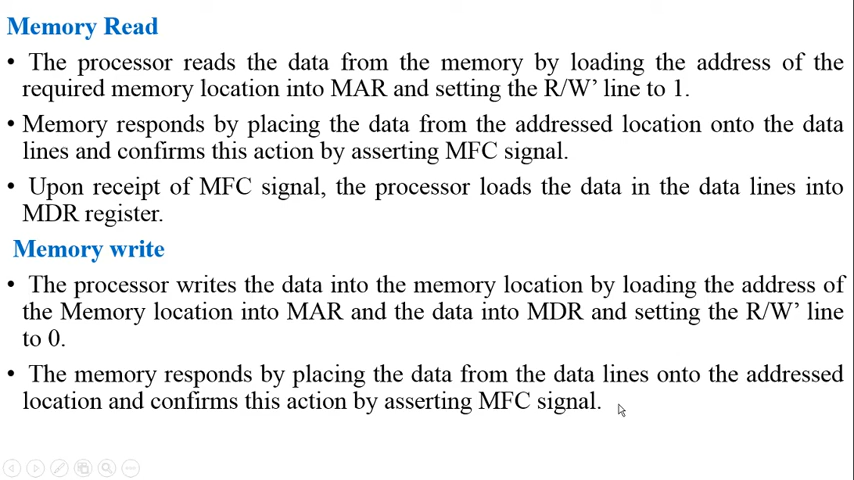 Memory Read
• The processor reads the data from the memory by loading the address of the
required memory location into MAR and setting the R/W’ line to 1.
• Memory responds by placing the data from the addressed location onto the data
lines and confirms this action by asserting MFC signal.
• Upon receipt of MFC signal, the processor loads the data in the data lines into
MDR register.
Memory write
• The processor writes the data into the memory location by loading the address of
the Memory location into MAR and the data into MDR and setting the R/W’ line
to 0.
• The memory responds by placing the data from the data lines onto the addressed
location and confirms this action by asserting MFC signal.